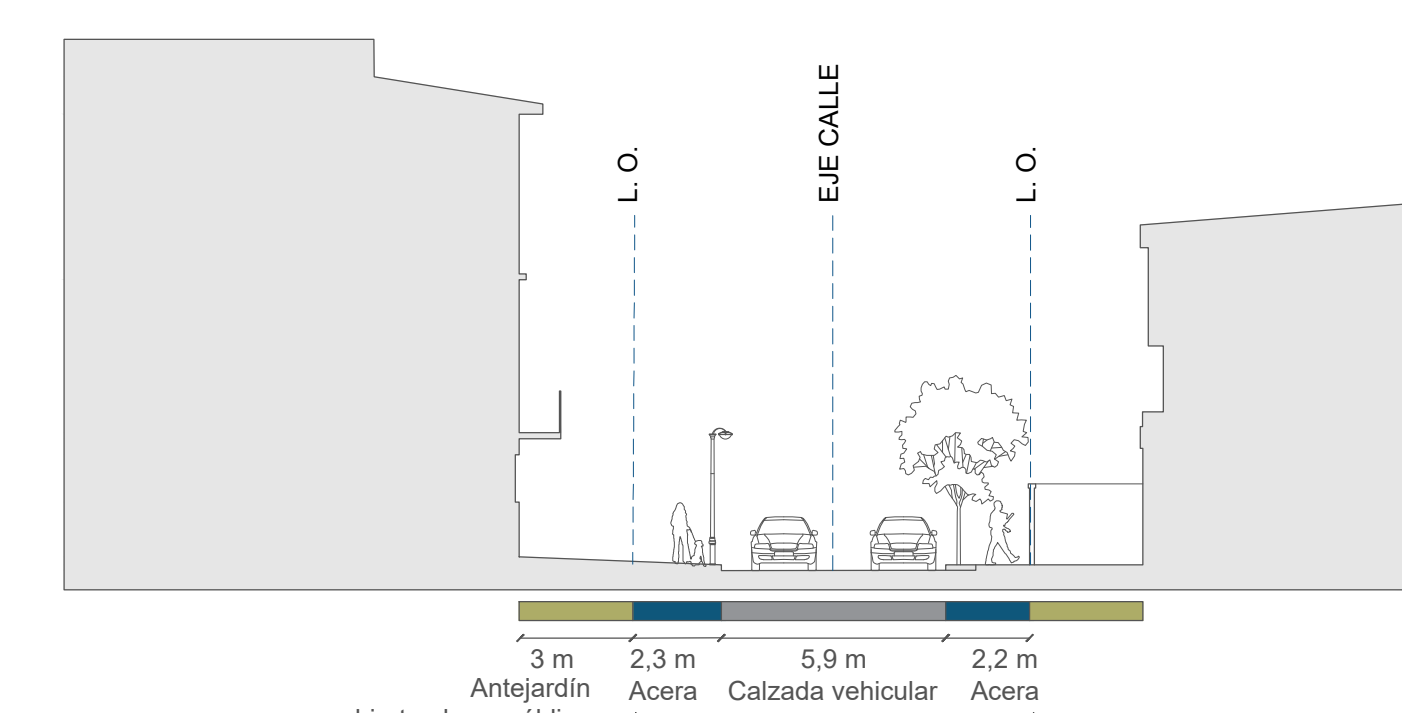 L. O.
EJE CALLE
L. O.
3 m
2,3 m
5,9 m
2,2 m
Antejardín
Acera
Calzada vehicular
Acera